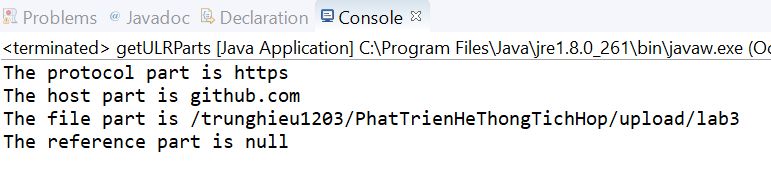 Problems @ Javadoc Declaration Console
<terminated> getULRParts [Java Application] C:\Program Files\Java\jre1.8.0_261\bin\javaw.exe (Oc
The protocol part is https
The host part is github.com
The file part is /trunghieu1203/PhatTrienHeThongTichHop/upload/lab3
The reference part is null